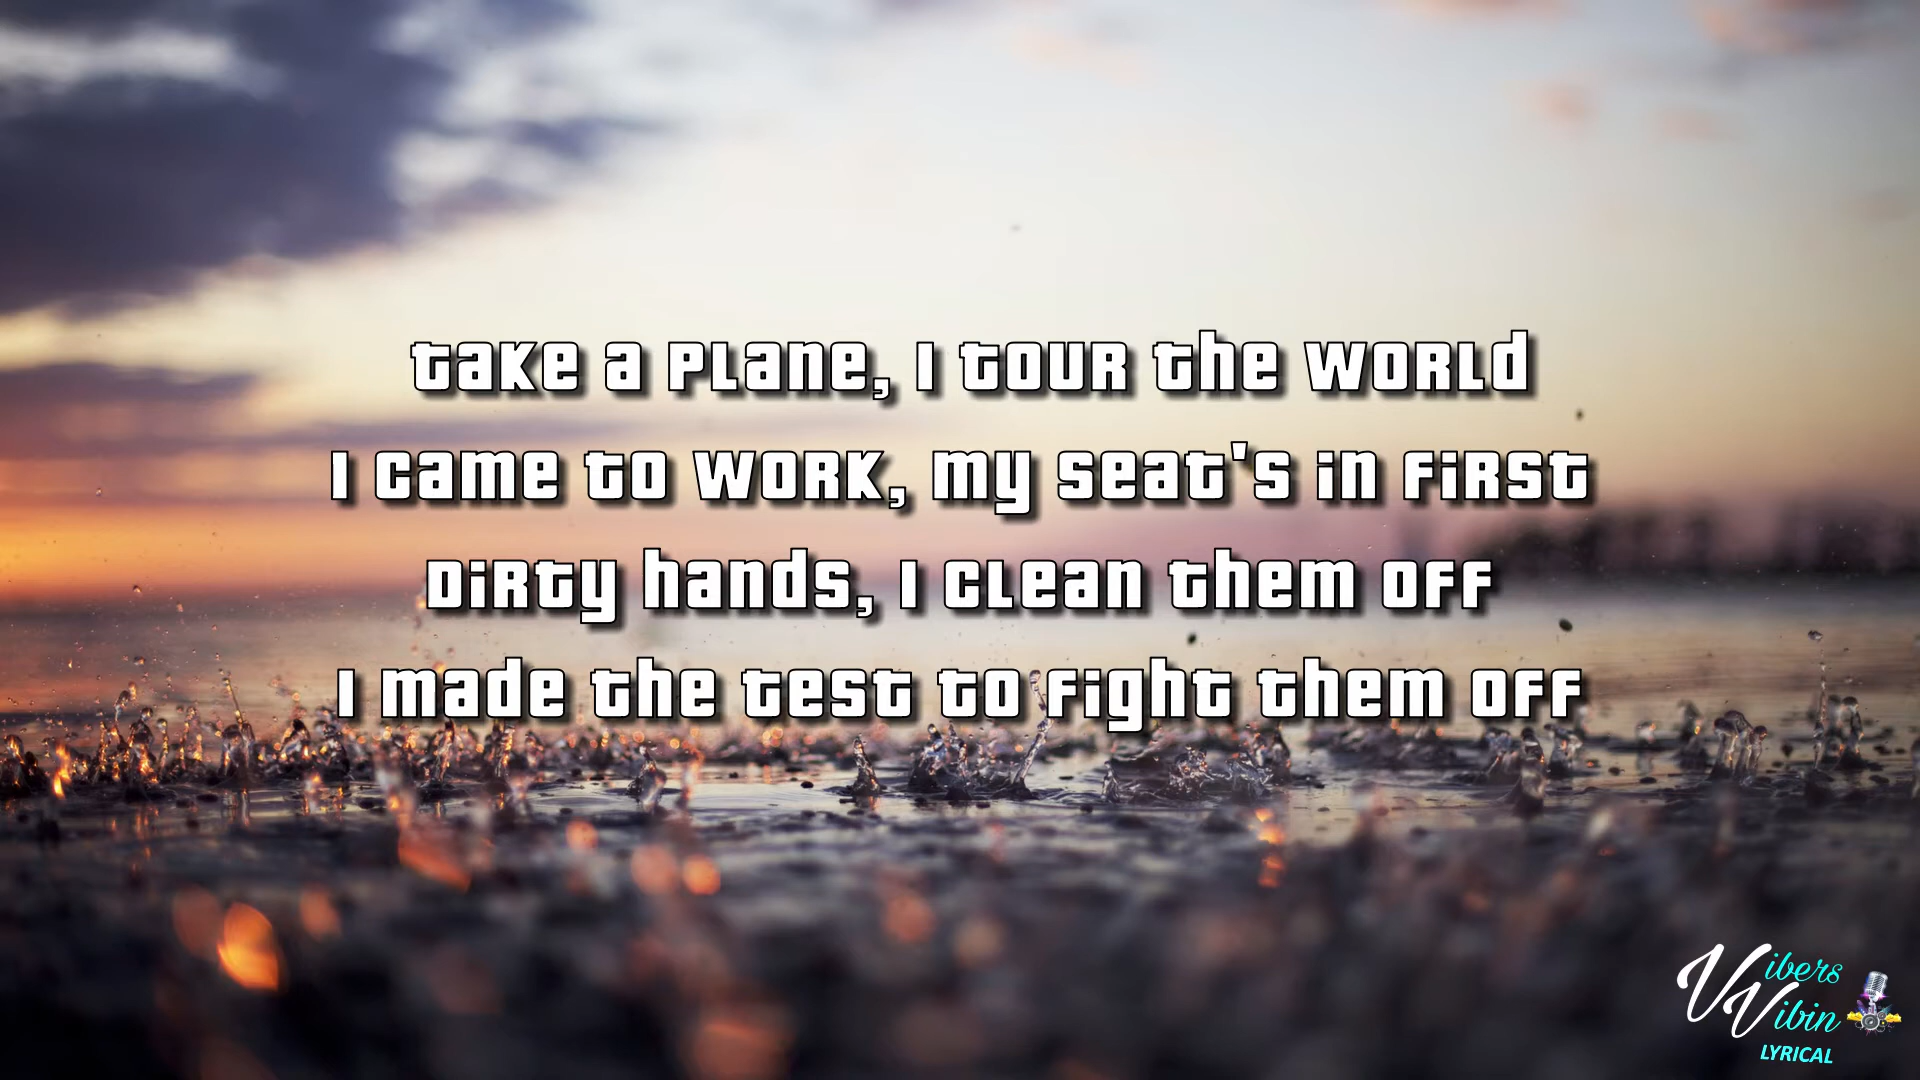 take a plane, I tour the world
I came to work, my seat's in first
Dirty hands, I clean them off
I made the test to fight them off
Vibers
Vibin
LYRICAL